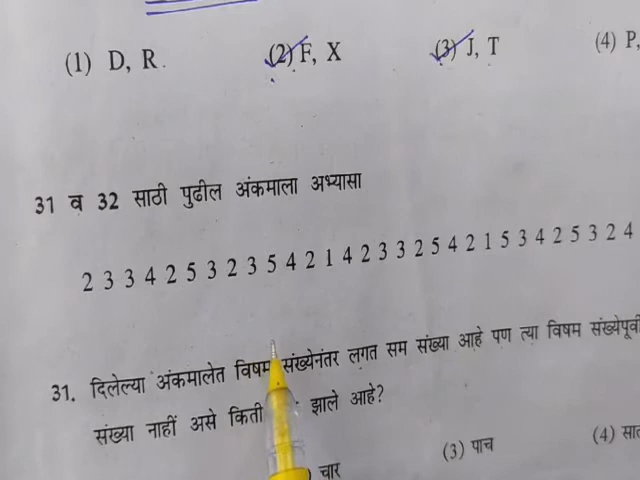 (1) D, R (2) F, X (3) J, T (4) P,
31 व 32 साठी पुढील अंकमाला अभ्यासा
2 3 3 4 2 5 3 2 3 5 4 2 1 4 2 3 3 2 5 4 2 1 5 3 4 2 5 3 2 4
31. दिलेल्या अंकमालेत विषम संख्येनंतर लगत सम संख्या आहे पण त्या विषम संख्येपूर्वी
संख्या नाहीं असे किती झाले आहे?
चार (3) पाच (4)